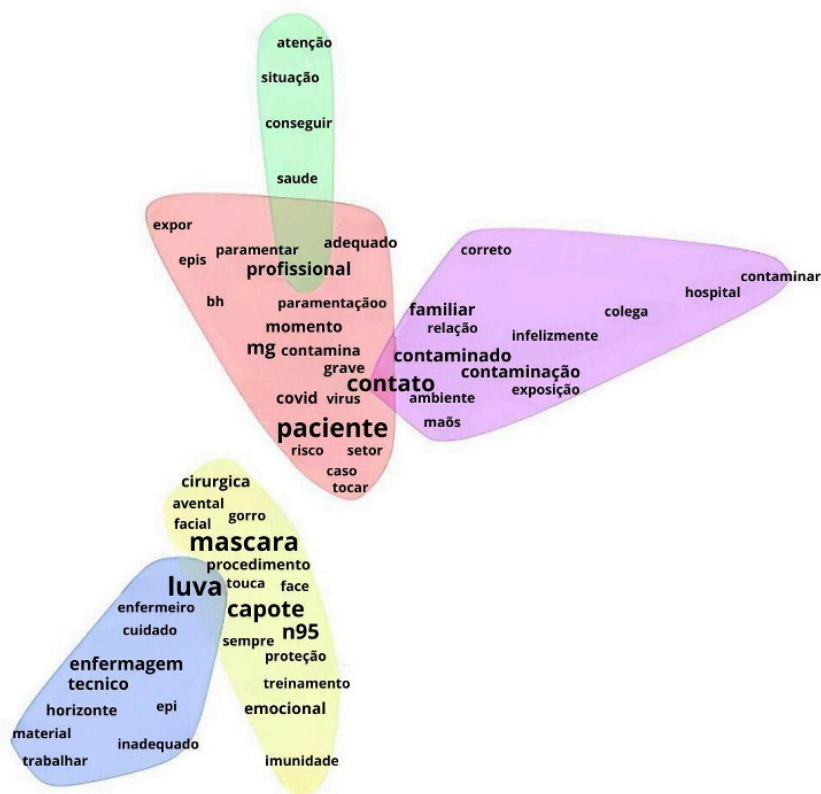 atenção
situação
conseguir
saude
expor
adequado
paramentar
epis
profissional
bh
paramentaçãoo
momento
mg contamina
grave
contato
covid virus
paciente
risco setor
caso
tocar
correto
contaminar
hospital
familiar
colega
relação
infelizmente
contaminado
contaminação
exposição
ambiente
maõs
cirurgica
avental
gorro
facial
mascara
procedimento
luva
touca
face
enfermeiro
capote
cuidado
n95
sempre
proteção
enfermagem
tecnico
treinamento
horizonte
epi
emocional
material
inadequado
trabalhar
imunidade